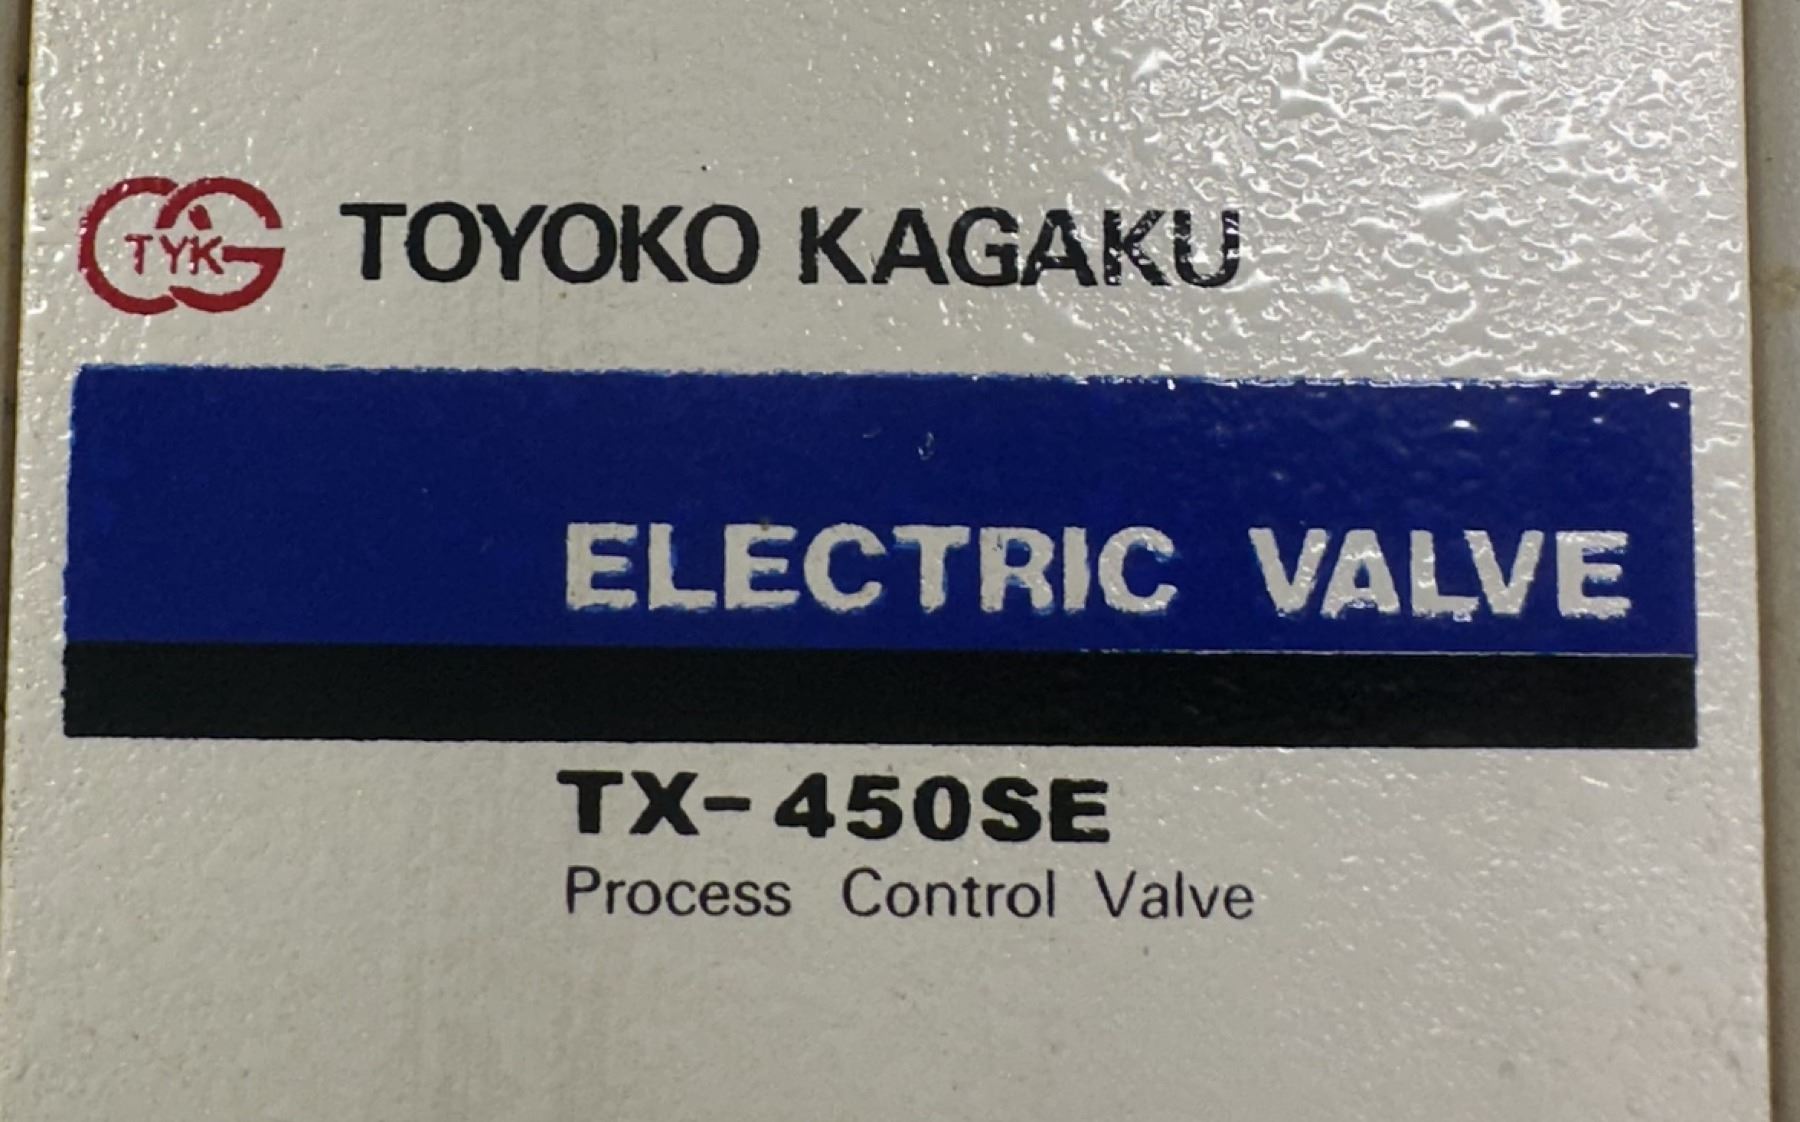 TYK TOYOKO KAGAKU
ELECTRIC VALVE
TX-450SE
Process Control Valve